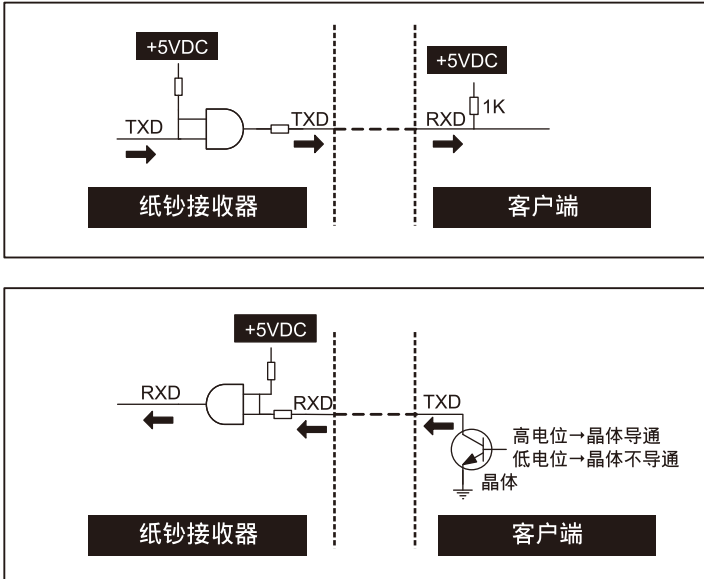 +5VDC
+5VDC
TXD
TXD
RXD
1K
纸钞接收器
客户端
+5VDC
RXD
RXD
TXD
高电位→晶体导通
低电位→晶体不导通
晶体
纸钞接收器
客户端